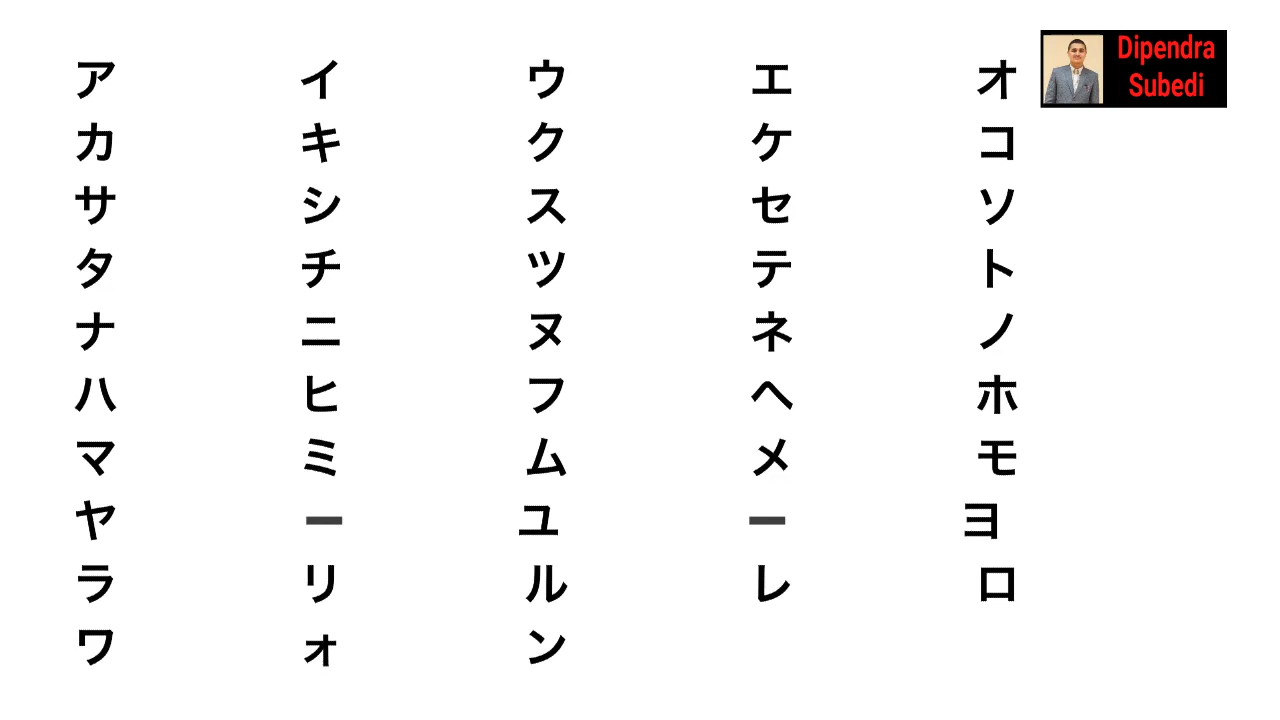 ア イ ウ エ オ
カ キ ク ケ コ
サ シ ス セ ソ
タ チ ツ テ ト
ナ ニ ヌ ネ ノ
ハ ヒ フ ヘ ホ
マ ミ ム メ モ
ヤ ー ユ ー ヨ
ラ リ ル レ ロ
ワ ォ ン
Dipendra
Subedi